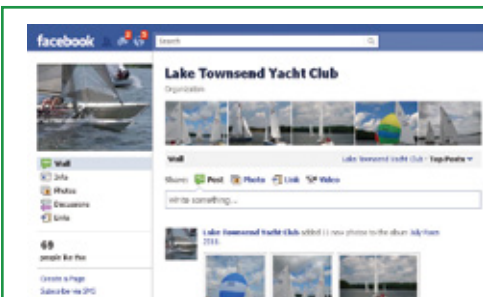 facebook
Search
Lake Townsend Yacht Club
Organization
Wall
Info
Photos
Discussions
Links
69
people like this
Create a Page
Subscribe via SMS
Wall
Lake Townsend Yacht Club · Top Posts
Share: Post Photo Link Video
Write something...
Lake Townsend Yacht Club added 11 new photos to the album